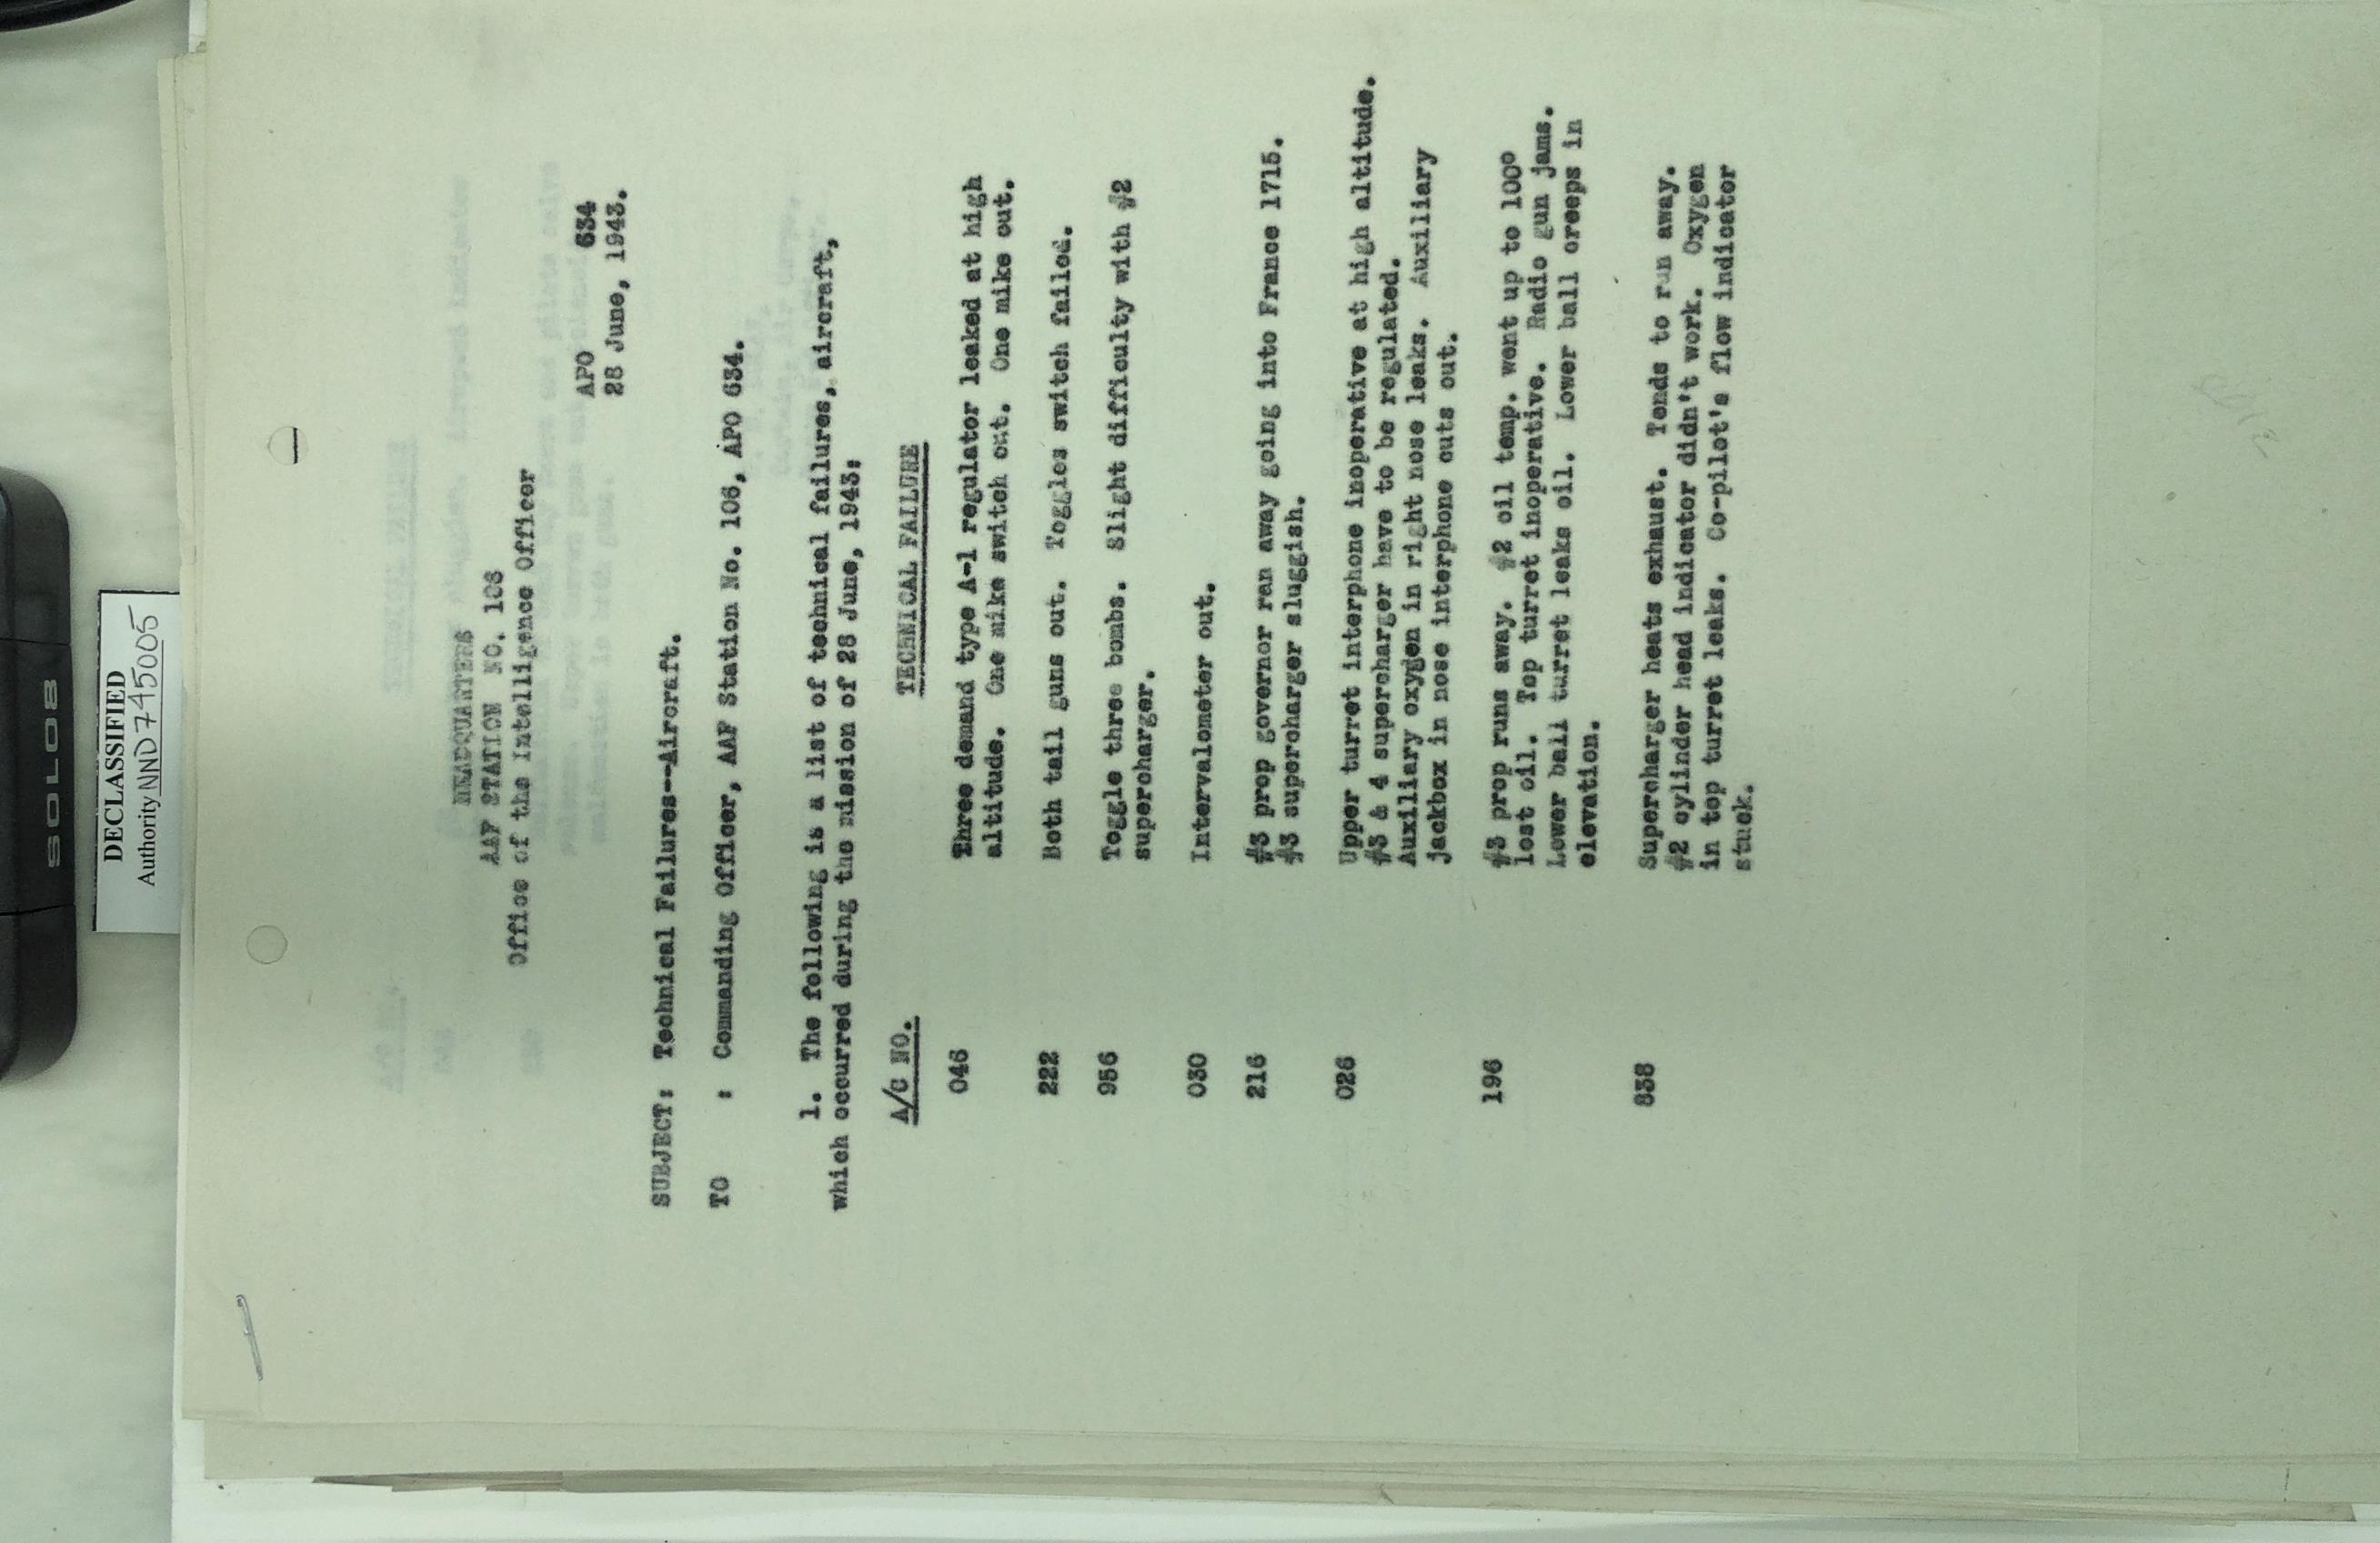 DECLASSIFIED
Authority NND 745005
SOLO8
HEADQUARTERS
AAF STATION NO. 106
Office of the Intelligence Officer
APO 634
28 June, 1943.
SUBJECT: Technical Failures--Aircraft.
TO : Commanding Officer, AAF Station No. 106, APO 634.
1. The following is a list of technical failures, aircraft,
which occurred during the mission of 28 June, 1943:
A/C NO. TECHNICAL FAILURE
046 Three demand type A-1 regulator leaked at high
altitude. One mike switch out. One mike out.
222 Both tail guns out. Toggles switch failed.
956 Toggle three bombs. Slight difficulty with #2
supercharger.
030 Intervalometer out.
216 #3 prop governor ran away going into France 1715.
#3 supercharger sluggish.
026 Upper turret interphone inoperative at high altitude.
#3 & 4 supercharger have to be regulated.
Auxiliary oxygen in right nose leaks. Auxiliary
jackbox in nose interphone cuts out.
196 #3 prop runs away. #2 oil temp. went up to 100°
lost oil. Top turret inoperative. Radio gun jams.
Lower ball turret leaks oil. Lower ball creeps in
elevation.
838 Supercharger heats exhaust. Tends to run away.
#2 cylinder head indicator didn't work. Oxygen
in top turret leaks. Co-pilot's flow indicator
stuck.